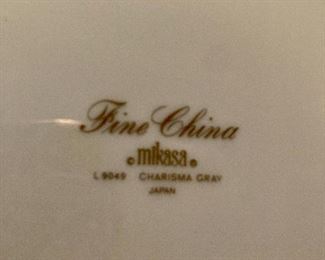 Fine China
©mikasa®
L 9049 CHARISMA GRAY
JAPAN